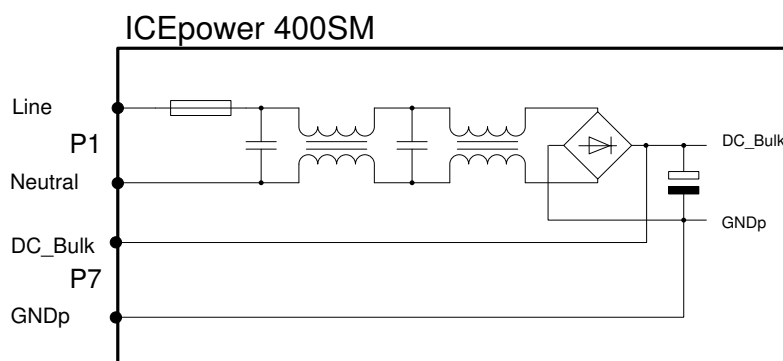 ICEpower 400SM
Line
P1
Neutral
DC_Bulk
P7
GNDp
DC_Bulk
GNDp